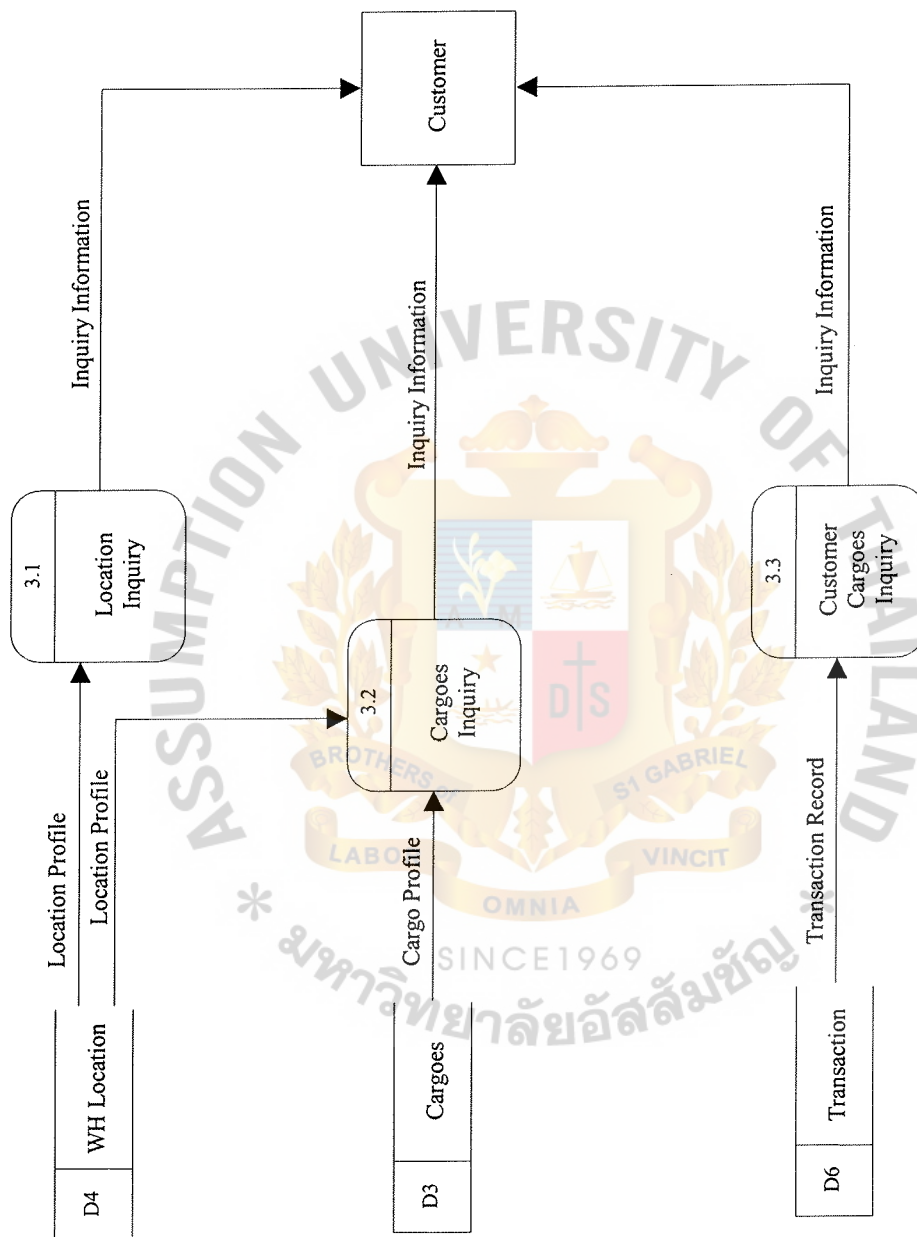 D4
WH Location
Location Profile
Location Profile
3.1
Location
Inquiry
Inquiry Information
D3
Cargoes
Cargo Profile
3.2
Cargoes
Inquiry
Inquiry Information
Customer
D6
Transaction
Transaction Record
3.3
Customer
Cargoes
Inquiry
Inquiry Information
ASSUMPTION UNIVERSITY OF THAILAND
A M
D S
BROTHERS OF
S1 GABRIEL
LABOR
OMNIA
VINCIT
SINCE1969
* มหาวิทยาลัยอัสสัมชัญ *